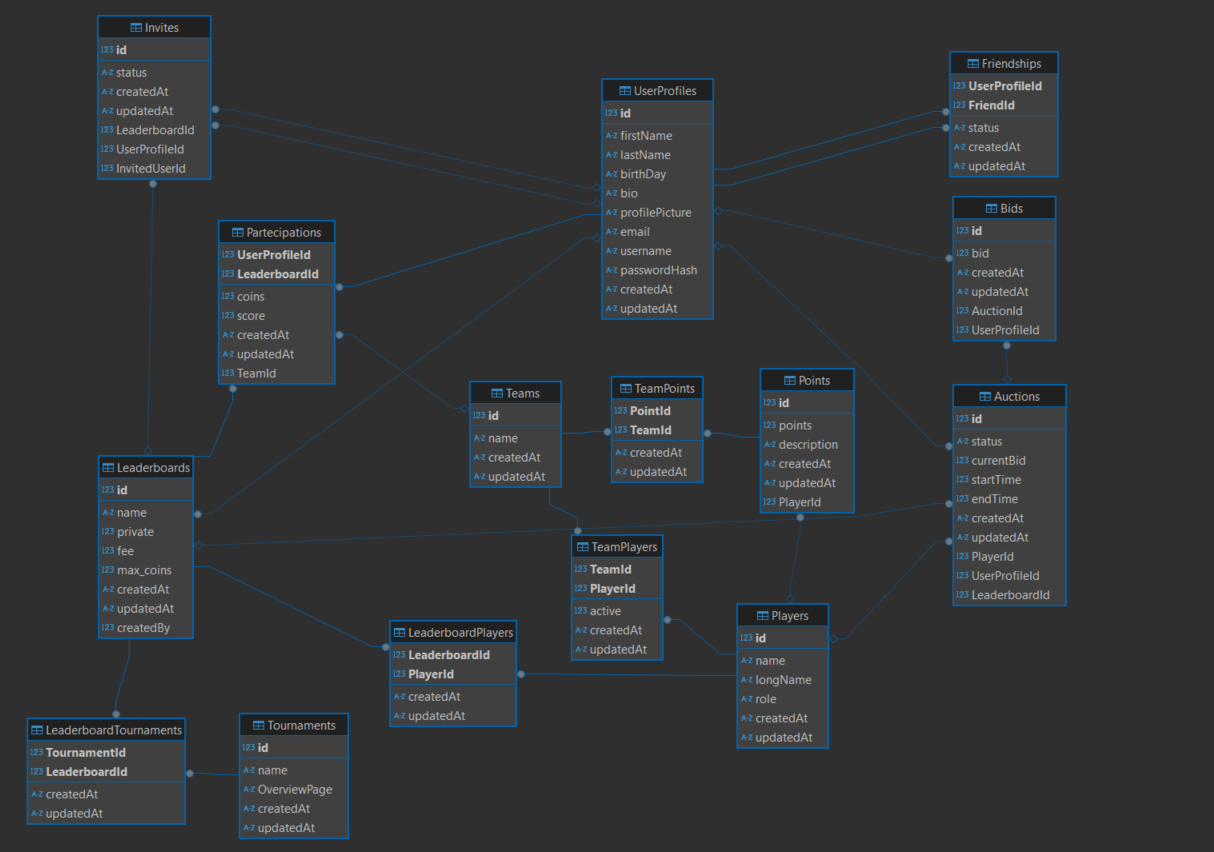 Invites
123 id
A-Z status
A-Z createdAt
A-Z updatedAt
123 LeaderboardId
123 UserProfileId
123 InvitedUserId
UserProfiles
123 id
A-Z firstName
A-Z lastName
A-Z birthDay
A-Z bio
A-Z profilePicture
A-Z email
A-Z username
A-Z passwordHash
A-Z createdAt
A-Z updatedAt
Friendships
123 UserProfileId
123 FriendId
A-Z status
A-Z createdAt
A-Z updatedAt
Bids
123 id
123 bid
A-Z createdAt
A-Z updatedAt
123 AuctionId
123 UserProfileId
Partecipations
123 UserProfileId
123 LeaderboardId
123 coins
123 score
A-Z createdAt
A-Z updatedAt
123 TeamId
Teams
123 id
A-Z name
A-Z createdAt
A-Z updatedAt
TeamPoints
123 PointId
123 TeamId
A-Z createdAt
A-Z updatedAt
Points
123 id
123 points
A-Z description
A-Z createdAt
A-Z updatedAt
123 PlayerId
Auctions
123 id
A-Z status
123 currentBid
123 startTime
123 endTime
A-Z createdAt
A-Z updatedAt
123 PlayerId
123 UserProfileId
123 LeaderboardId
Leaderboards
123 id
A-Z name
123 private
123 fee
123 max_coins
A-Z createdAt
A-Z updatedAt
123 createdBy
TeamPlayers
123 TeamId
123 PlayerId
123 active
A-Z createdAt
A-Z updatedAt
LeaderboardPlayers
123 LeaderboardId
123 PlayerId
A-Z createdAt
A-Z updatedAt
Players
123 id
A-Z name
A-Z longName
A-Z role
A-Z createdAt
A-Z updatedAt
LeaderboardTournaments
123 TournamentId
123 LeaderboardId
A-Z createdAt
A-Z updatedAt
Tournaments
123 id
A-Z name
A-Z OverviewPage
A-Z createdAt
A-Z updatedAt